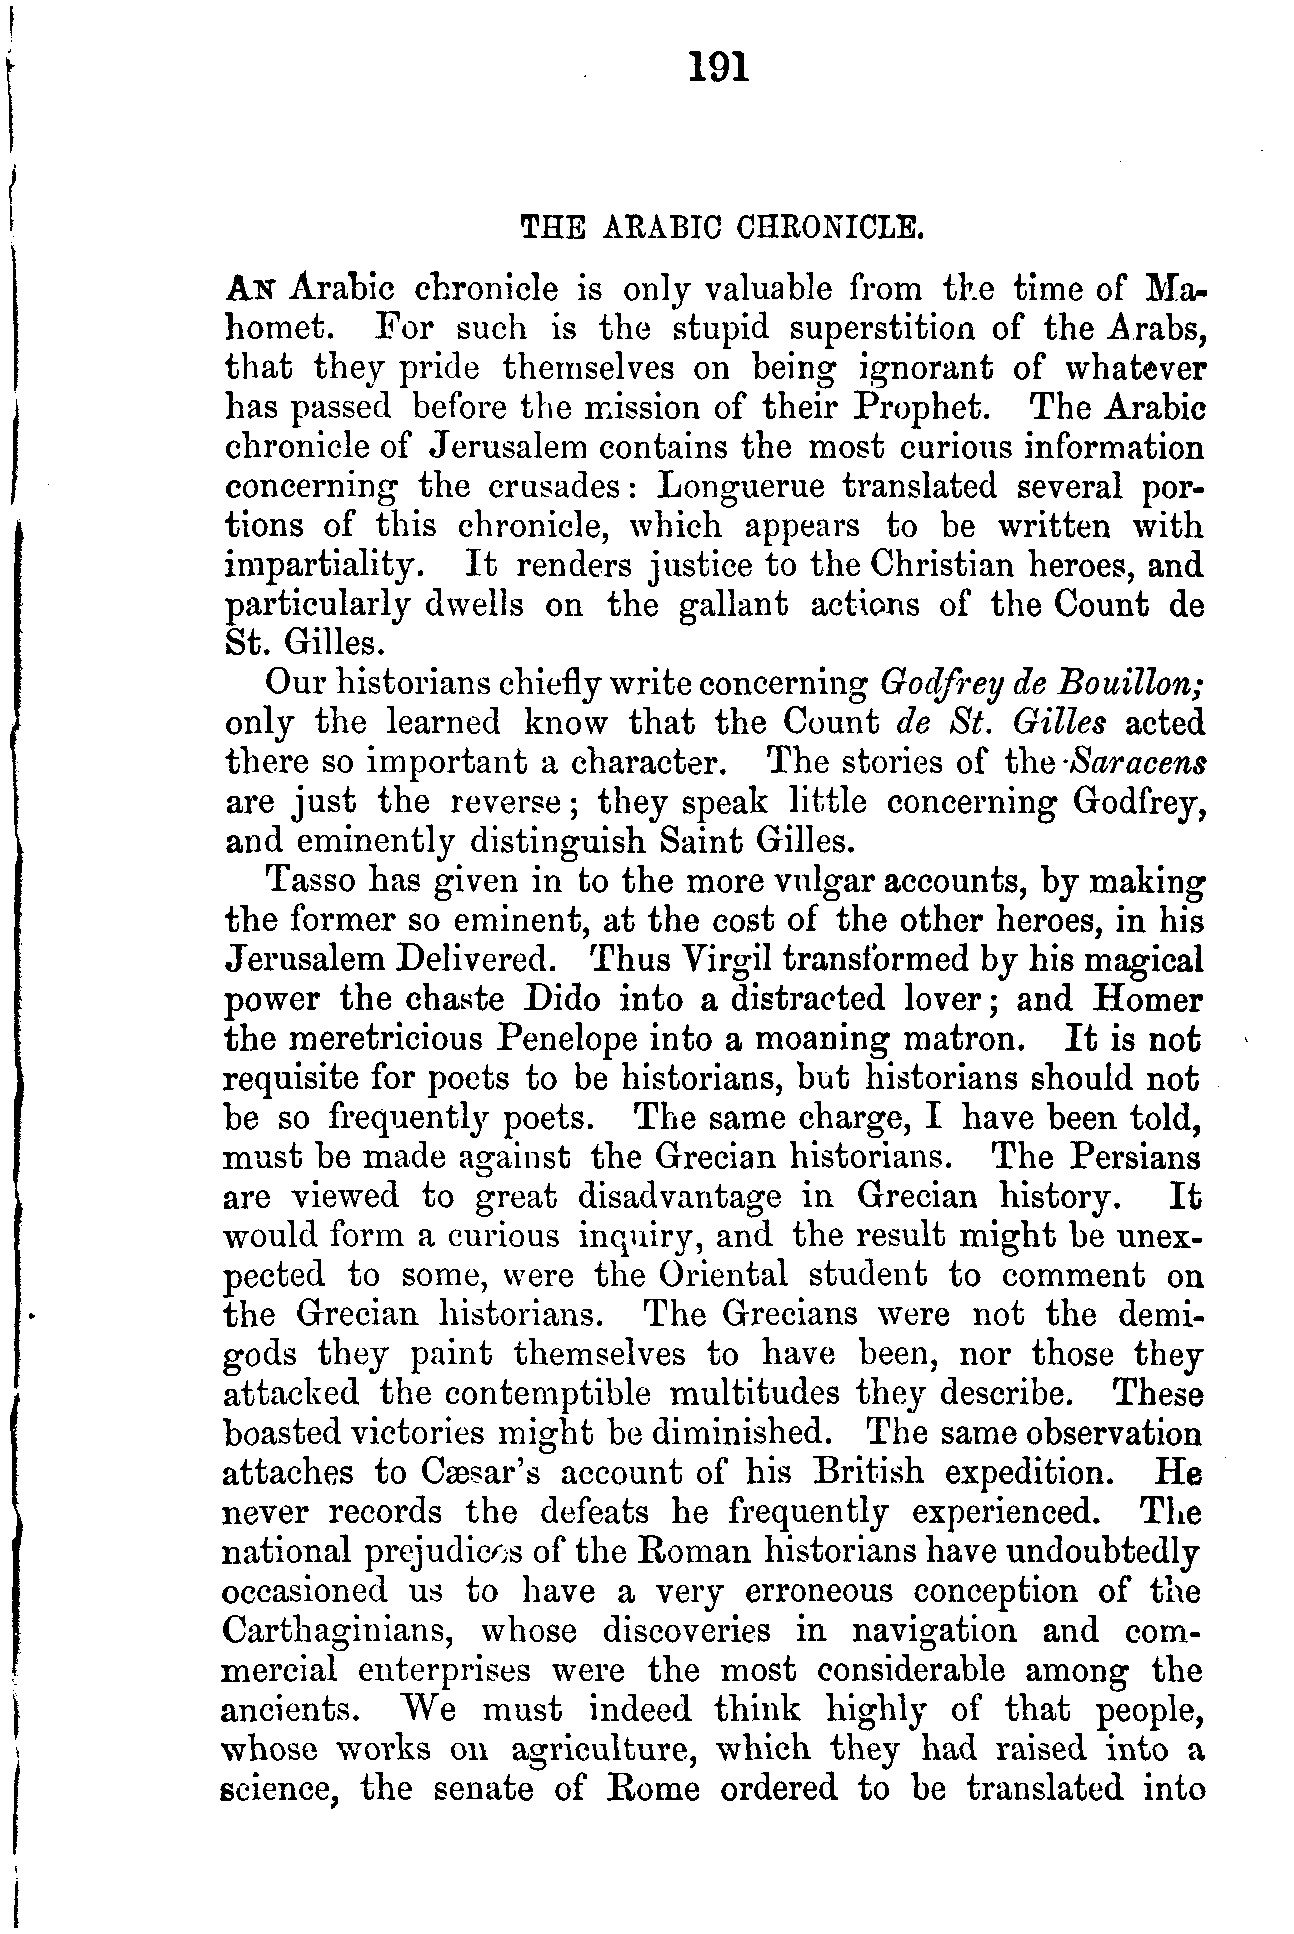 191
THE ARABIC CHRONICLE.
AN Arabic chronicle is only valuable from the time of Ma-
homet. For such is the stupid superstition of the Arabs,
that they pride themselves on being ignorant of whatever
has passed before the mission of their Prophet. The Arabic
chronicle of Jerusalem contains the most curious information
concerning the crusades: Longuerue translated several por-
tions of this chronicle, which appears to be written with
impartiality. It renders justice to the Christian heroes, and
particularly dwells on the gallant actions of the Count de
St. Gilles.
Our historians chiefly write concerning Godfrey de Bouillon;
only the learned know that the Count de St. Gilles acted
there so important a character. The stories of the Saracens
are just the reverse; they speak little concerning Godfrey,
and eminently distinguish Saint Gilles.
Tasso has given in to the more vulgar accounts, by making
the former so eminent, at the cost of the other heroes, in his
Jerusalem Delivered. Thus Virgil transformed by his magical
power the chaste Dido into a distracted lover; and Homer
the meretricious Penelope into a moaning matron. It is not
requisite for poets to be historians, but historians should not
be so frequently poets. The same charge, I have been told,
must be made against the Grecian historians. The Persians
are viewed to great disadvantage in Grecian history. It
would form a curious inquiry, and the result might be unex-
pected to some, were the Oriental student to comment on
the Grecian historians. The Grecians were not the demi-
gods they paint themselves to have been, nor those they
attacked the contemptible multitudes they describe. These
boasted victories might be diminished. The same observation
attaches to Cæsar's account of his British expedition. He
never records the defeats he frequently experienced. The
national prejudices of the Roman historians have undoubtedly
occasioned us to have a very erroneous conception of the
Carthaginians, whose discoveries in navigation and com-
mercial enterprises were the most considerable among the
ancients. We must indeed think highly of that people,
whose works on agriculture, which they had raised into a
science, the senate of Rome ordered to be translated into